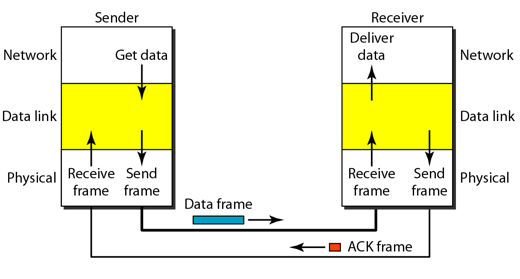 Sender
Receiver
Network
Get data
Deliver
data
Network
Data link
Data link
Physical
Receive
frame
Send
frame
Receive
frame
Send
frame
Physical
Data frame
ACK frame